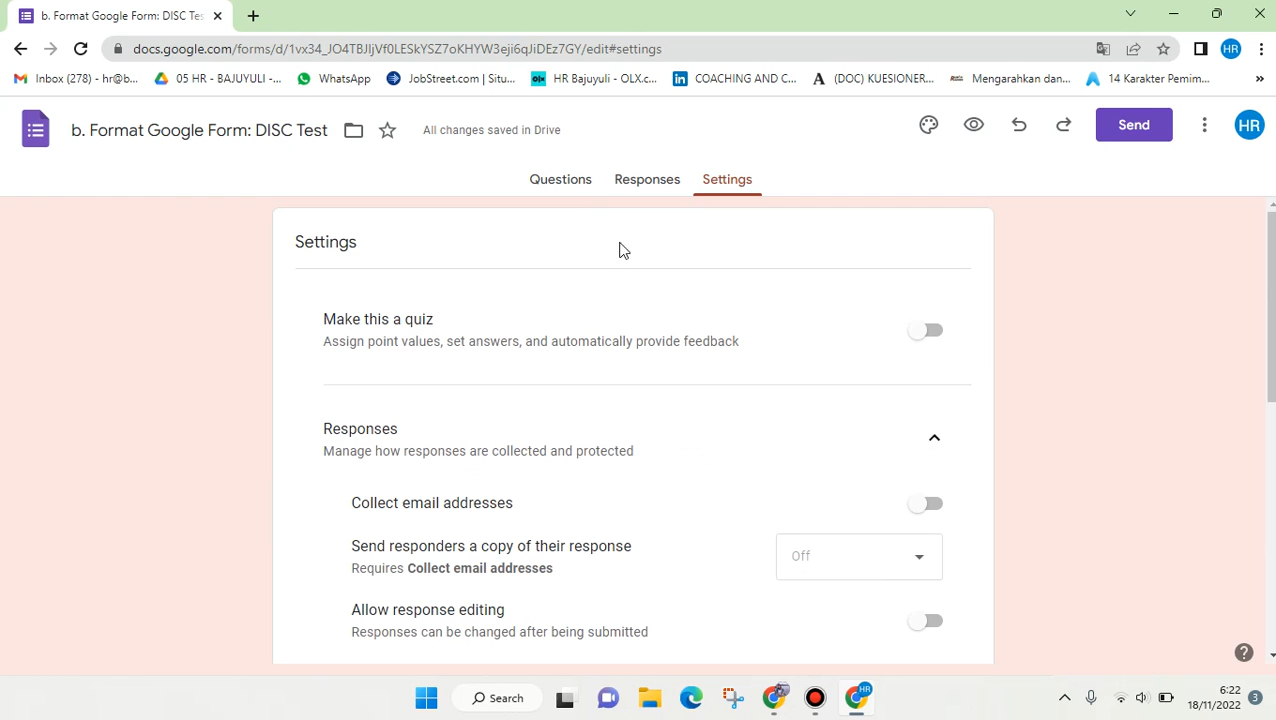 b. Format Google Form: DISC Tes
docs.google.com/forms/d/1vx34_JO4TBJIjVf0LESkYSZ7oKHYW3eji6qJiDEz7GY/edit#settings
HR
Inbox (278) - hr@b...
05 HR - BAJUYULI -...
WhatsApp
JobStreet.com | Situ...
HR Bajuyuli - OLX.c...
COACHING AND C...
(DOC) KUESIONER...
Mengarahkan dan...
14 Karakter Pemim...
»
b. Format Google Form: DISC Test
All changes saved in Drive
Send
HR
Questions
Responses
Settings
Settings
Make this a quiz
Assign point values, set answers, and automatically provide feedback
Responses
Manage how responses are collected and protected
Collect email addresses
Send responders a copy of their response
Off
Requires Collect email addresses
Allow response editing
Responses can be changed after being submitted
Search
HR
6:22
18/11/2022
3